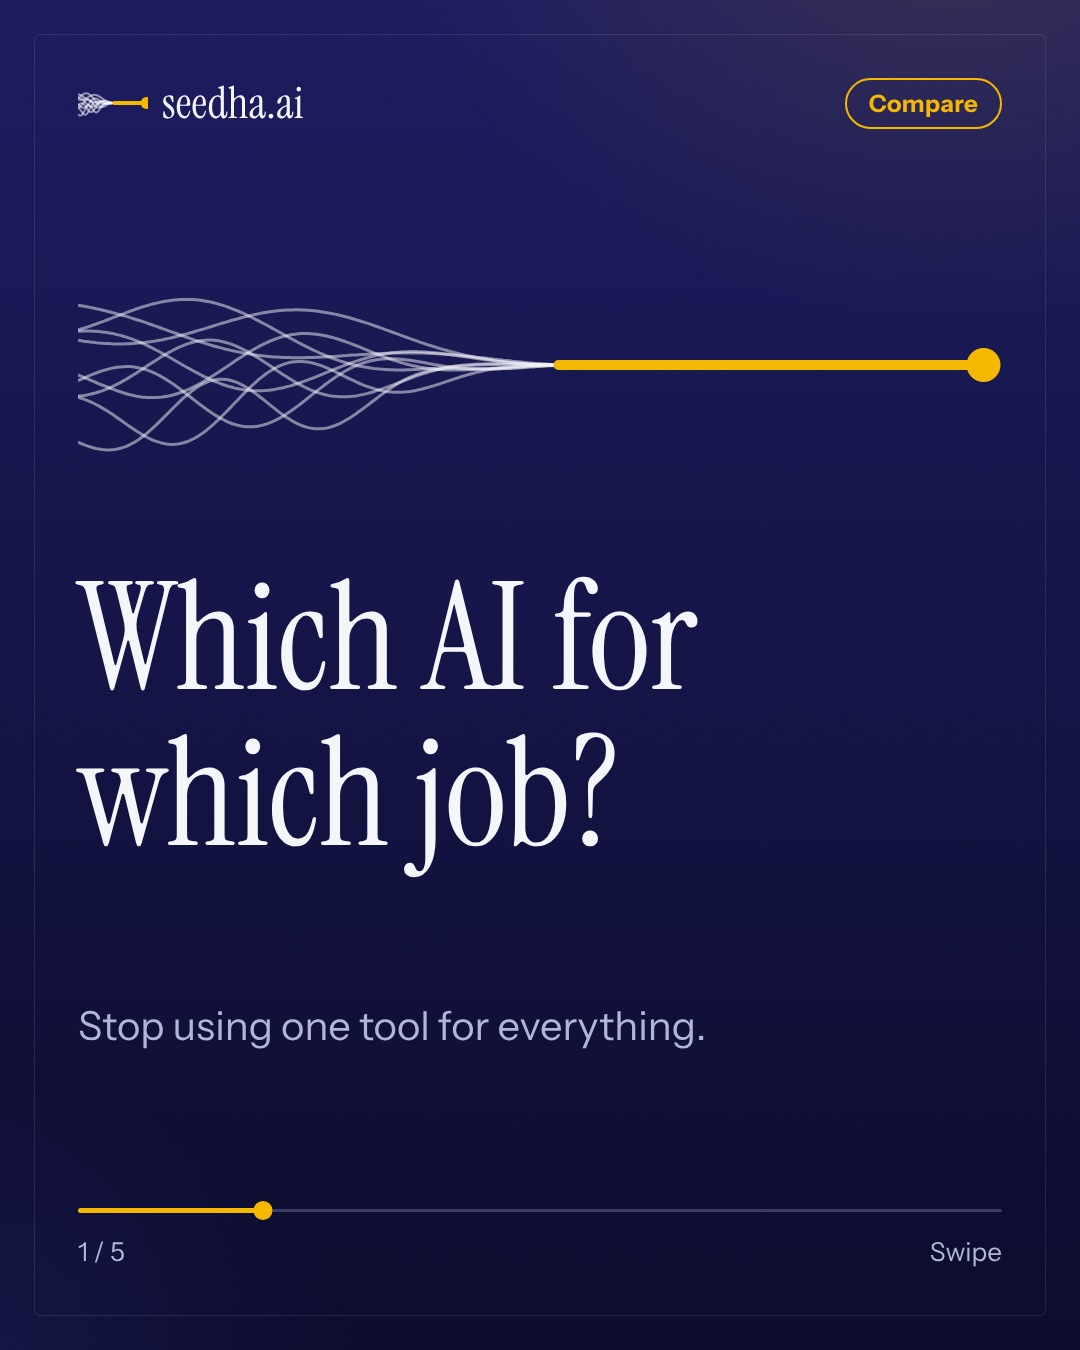 seedha.ai
Compare
Which AI for
which job?
Stop using one tool for everything.
1 / 5
Swipe